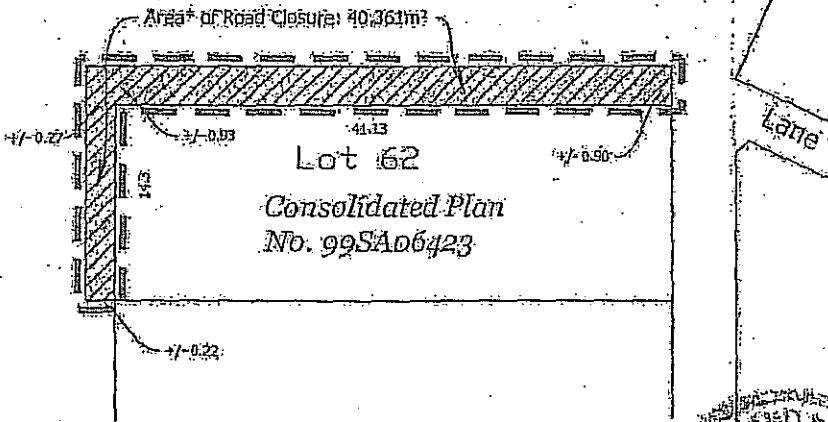 Area± of Road Closure: 40.361m²
+/-0.27
+/-0.93
41.13
+/-0.90
Lane
Lot 62
14.3
Consolidated Plan
No. 99SA06423
+/-0.22